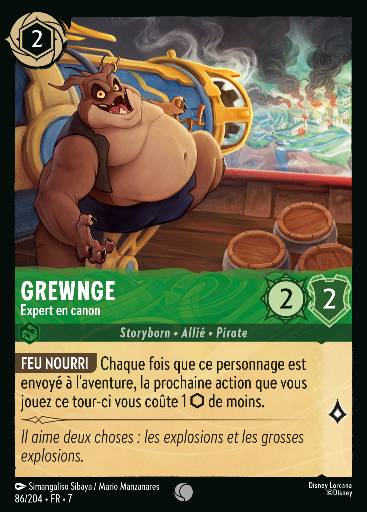 2
GREWNGE
Expert en canon
2
2
Storyborn • Allié • Pirate
FEU NOURRI Chaque fois que ce personnage est
envoyé à l'aventure, la prochaine action que vous
jouez ce tour-ci vous coûte 1 de moins.
Il aime deux choses : les explosions et les grosses
explosions.
Simangaliso Sibaya / Mario Manzanares
Disney Lorcana
86/204 • FR • 7
©Disney